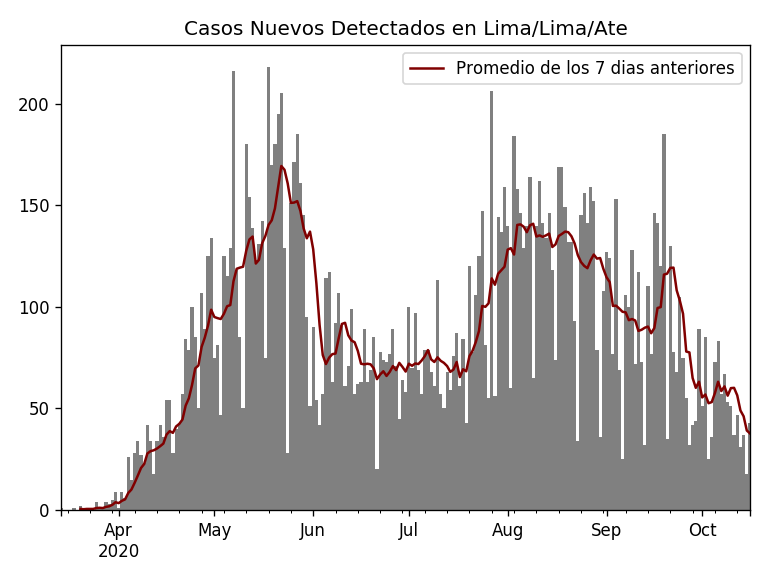 Casos Nuevos Detectados en Lima/Lima/Ate
Promedio de los 7 dias anteriores
200
150
100
50
0
Apr May Jun Jul Aug Sep Oct
2020